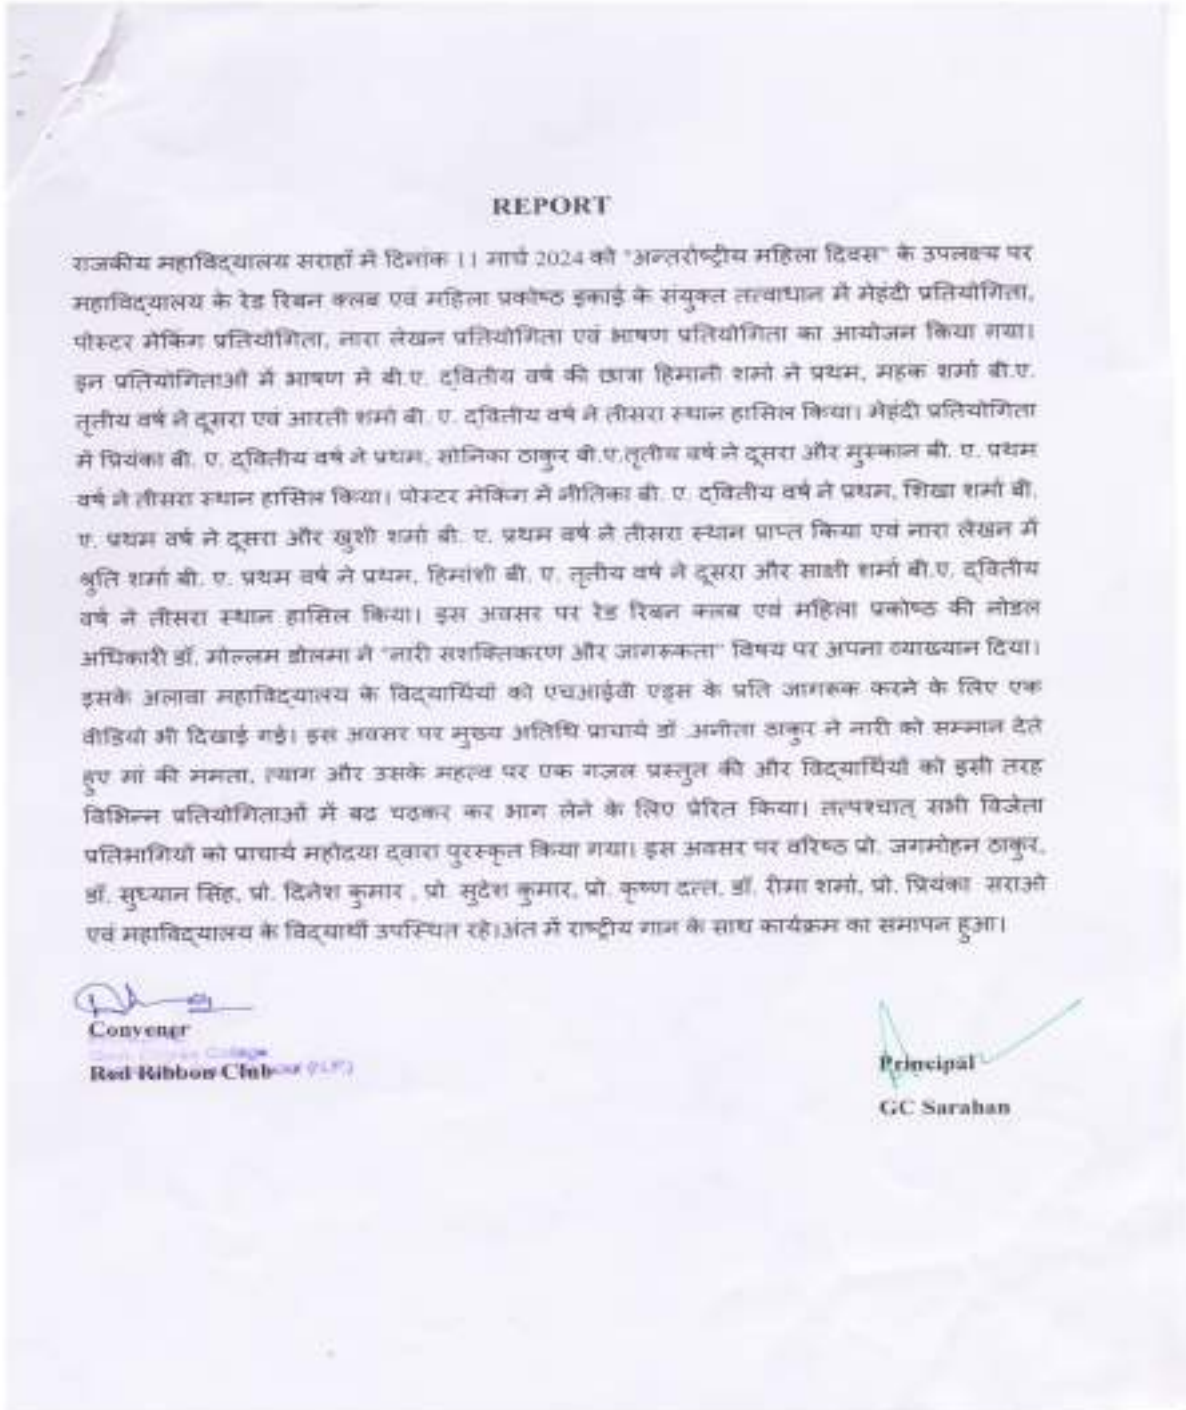 REPORT
राजकीय महाविद्यालय सराहाँ में दिनांक 11 मार्च 2024 को "अन्तर्राष्ट्रीय महिला दिवस" के उपलक्ष्य पर
महाविद्यालय के रेड रिबन क्लब एवं महिला प्रकोष्ठ इकाई के संयुक्त तत्वाधान में मेहंदी प्रतियोगिता,
पोस्टर मेकिंग प्रतियोगिता, नारा लेखन प्रतियोगिता एवं भाषण प्रतियोगिता का आयोजन किया गया।
इन प्रतियोगिताओं में भाषण में बी.ए. द्वितीय वर्ष की छात्रा हिमानी शर्मा ने प्रथम, महक शर्मा बी.ए.
तृतीय वर्ष ने दूसरा एवं आरती शर्मा बी. ए. द्वितीय वर्ष ने तीसरा स्थान हासिल किया। मेहंदी प्रतियोगिता
में प्रियंका बी. ए. द्वितीय वर्ष ने प्रथम, सोनिका ठाकुर बी.ए.तृतीय वर्ष ने दूसरा और मुस्कान बी. ए. प्रथम
वर्ष ने तीसरा स्थान हासिल किया। पोस्टर मेकिंग में नीतिका बी. ए. द्वितीय वर्ष ने प्रथम, शिखा शर्मा बी.
ए. प्रथम वर्ष ने दूसरा और खुशी शर्मा बी. ए. प्रथम वर्ष ने तीसरा स्थान प्राप्त किया एवं नारा लेखन में
श्रुति शर्मा बी. ए. प्रथम वर्ष ने प्रथम, हिमांशी बी. ए. तृतीय वर्ष ने दूसरा और साक्षी शर्मा बी.ए. द्वितीय
वर्ष ने तीसरा स्थान हासिल किया। इस अवसर पर रेड रिबन क्लब एवं महिला प्रकोष्ठ की नोडल
अधिकारी डॉ. मोल्लम डोलमा ने "नारी सशक्तिकरण और जागरूकता" विषय पर अपना व्याख्यान दिया।
इसके अलावा महाविद्यालय के विद्यार्थियों को एचआईवी एड्स के प्रति जागरूक करने के लिए एक
वीडियो भी दिखाई गई। इस अवसर पर मुख्य अतिथि प्राचार्य डॉ अनीता ठाकुर ने नारी को सम्मान देते
हुए मां की ममता, त्याग और उसके महत्व पर एक गज़ल प्रस्तुत की और विद्यार्थियों को इसी तरह
विभिन्न प्रतियोगिताओं में बढ चढ़कर कर भाग लेने के लिए प्रेरित किया। तत्पश्चात् सभी विजेता
प्रतिभागियों को प्राचार्य महोदया द्वारा पुरस्कृत किया गया। इस अवसर पर वरिष्ठ प्रो. जगमोहन ठाकुर,
डॉ. सुध्यान सिंह, प्रो. दिनेश कुमार , प्रो. सुदेश कुमार, प्रो. कृष्ण दत्त, डॉ. रीमा शर्मा, प्रो. प्रियंका सराओ
एवं महाविद्यालय के विद्यार्थी उपस्थित रहे।अंत में राष्ट्रीय गान के साथ कार्यक्रम का समापन हुआ।
Convener
College
Red Ribbon Club (H.P.)
Principal
GC Sarahan